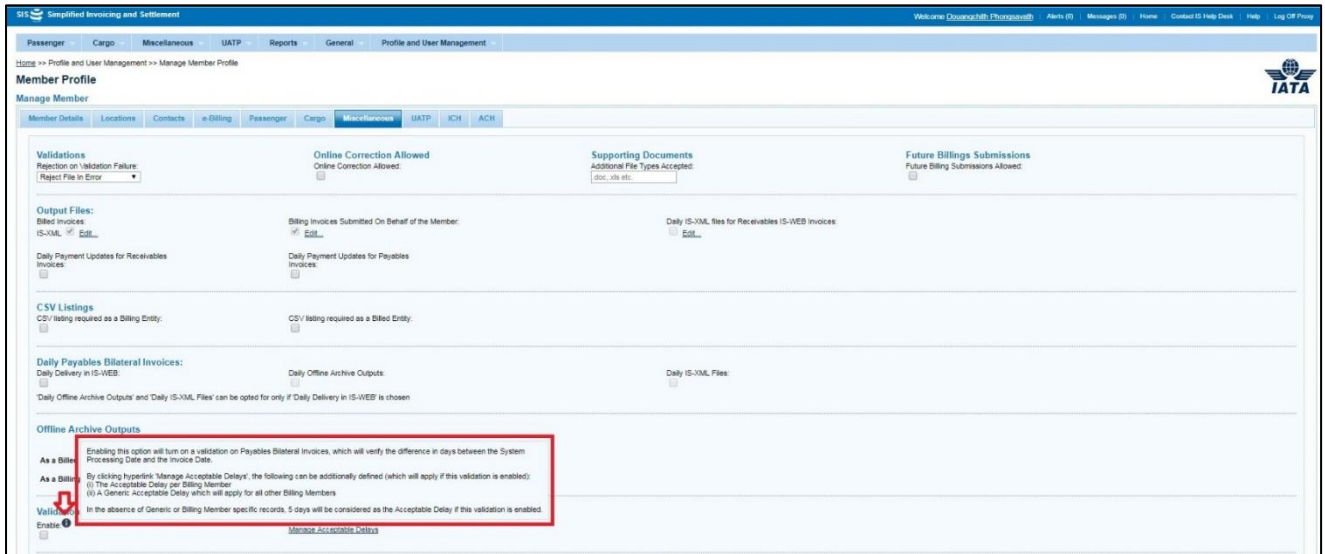 SIS Simplified Invoicing and Settlement
Welcome Douangchith Phongsavath | Alerts (0) | Messages (0) | Home | Contact IS Help Desk | Help | Log Off Proxy
Passenger Cargo Miscellaneous UATP Reports General Profile and User Management
Home >> Profile and User Management >> Manage Member Profile
Member Profile
IATA
Manage Member
Member Details Locations Contacts e-Billing Passenger Cargo Miscellaneous UATP ICH ACH
Validations Online Correction Allowed Supporting Documents Future Billings Submissions
Rejection on Validation Failure: Online Correction Allowed: Additional File Types Accepted: Future Billing Submissions Allowed:
Reject File In Error .doc,.xls etc.
Output Files:
Billed Invoices: Billing Invoices Submitted On Behalf of the Member: Daily IS-XML files for Receivables IS-WEB Invoices:
IS-XML Edit... Edit... Edit...
Daily Payment Updates for Receivables Daily Payment Updates for Payables
Invoices: Invoices:
CSV Listings
CSV listing required as a Billing Entity: CSV listing required as a Billed Entity:
Daily Payables Bilateral Invoices:
Daily Delivery in IS-WEB: Daily Offline Archive Outputs: Daily IS-XML Files:
'Daily Offline Archive Outputs' and 'Daily IS-XML Files' can be opted for only if 'Daily Delivery in IS-WEB' is chosen
Offline Archive Outputs
Enabling this option will turn on a validation on Payables Bilateral Invoices, which will verify the difference in days between the System
As a Billed Processing Date and the Invoice Date.
As a Billing By clicking hyperlink 'Manage Acceptable Delays', the following can be additionally defined (which will apply if this validation is enabled):
(i) The Acceptable Delay per Billing Member
(ii) A Generic Acceptable Delay which will apply for all other Billing Members
Validation In the absence of Generic or Billing Member specific records, 5 days will be considered as the Acceptable Delay if this validation is enabled.
Enable: Manage Acceptable Delays